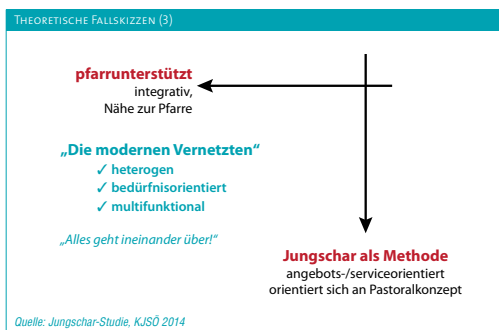 Theoretische Fallskizzen (3)
pfarrunterstützt
integrativ,
Nähe zur Pfarre
„Die modernen Vernetzten“
✓ heterogen
✓ bedürfnisorientiert
✓ multifunktional
„Alles geht ineinander über!“
Jungschar als Methode
angebots-/serviceorientiert
orientiert sich an Pastoralkonzept
Quelle: Jungschar-Studie, KJSÖ 2014